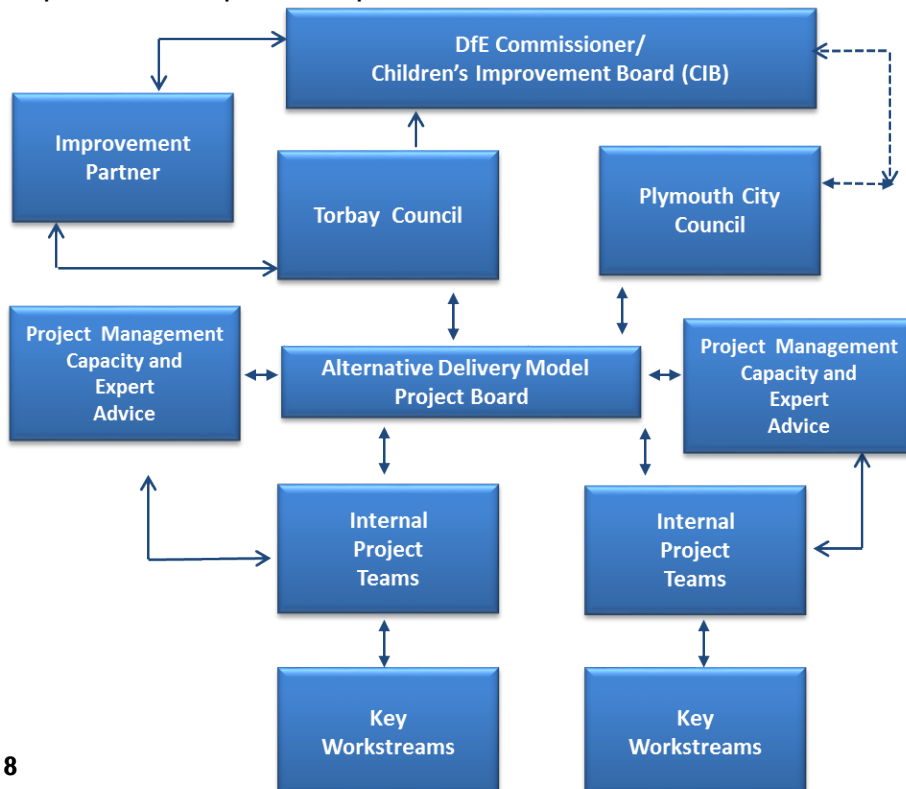 DfE Commissioner/
Children's Improvement Board (CIB)
Improvement
Partner
Torbay Council
Plymouth City
Council
Project Management
Capacity and
Expert
Advice
Alternative Delivery Model
Project Board
Project Management
Capacity and
Expert
Advice
Internal
Project
Teams
Internal
Project
Teams
Key
Workstreams
Key
Workstreams
8